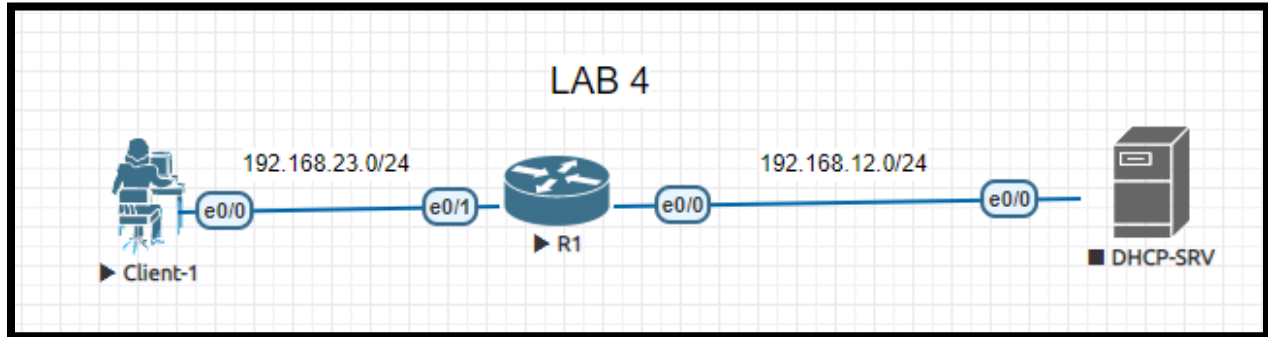 LAB 4
192.168.23.0/24
192.168.12.0/24
e0/0
e0/1
e0/0
e0/0
R1
DHCP-SRV
Client-1